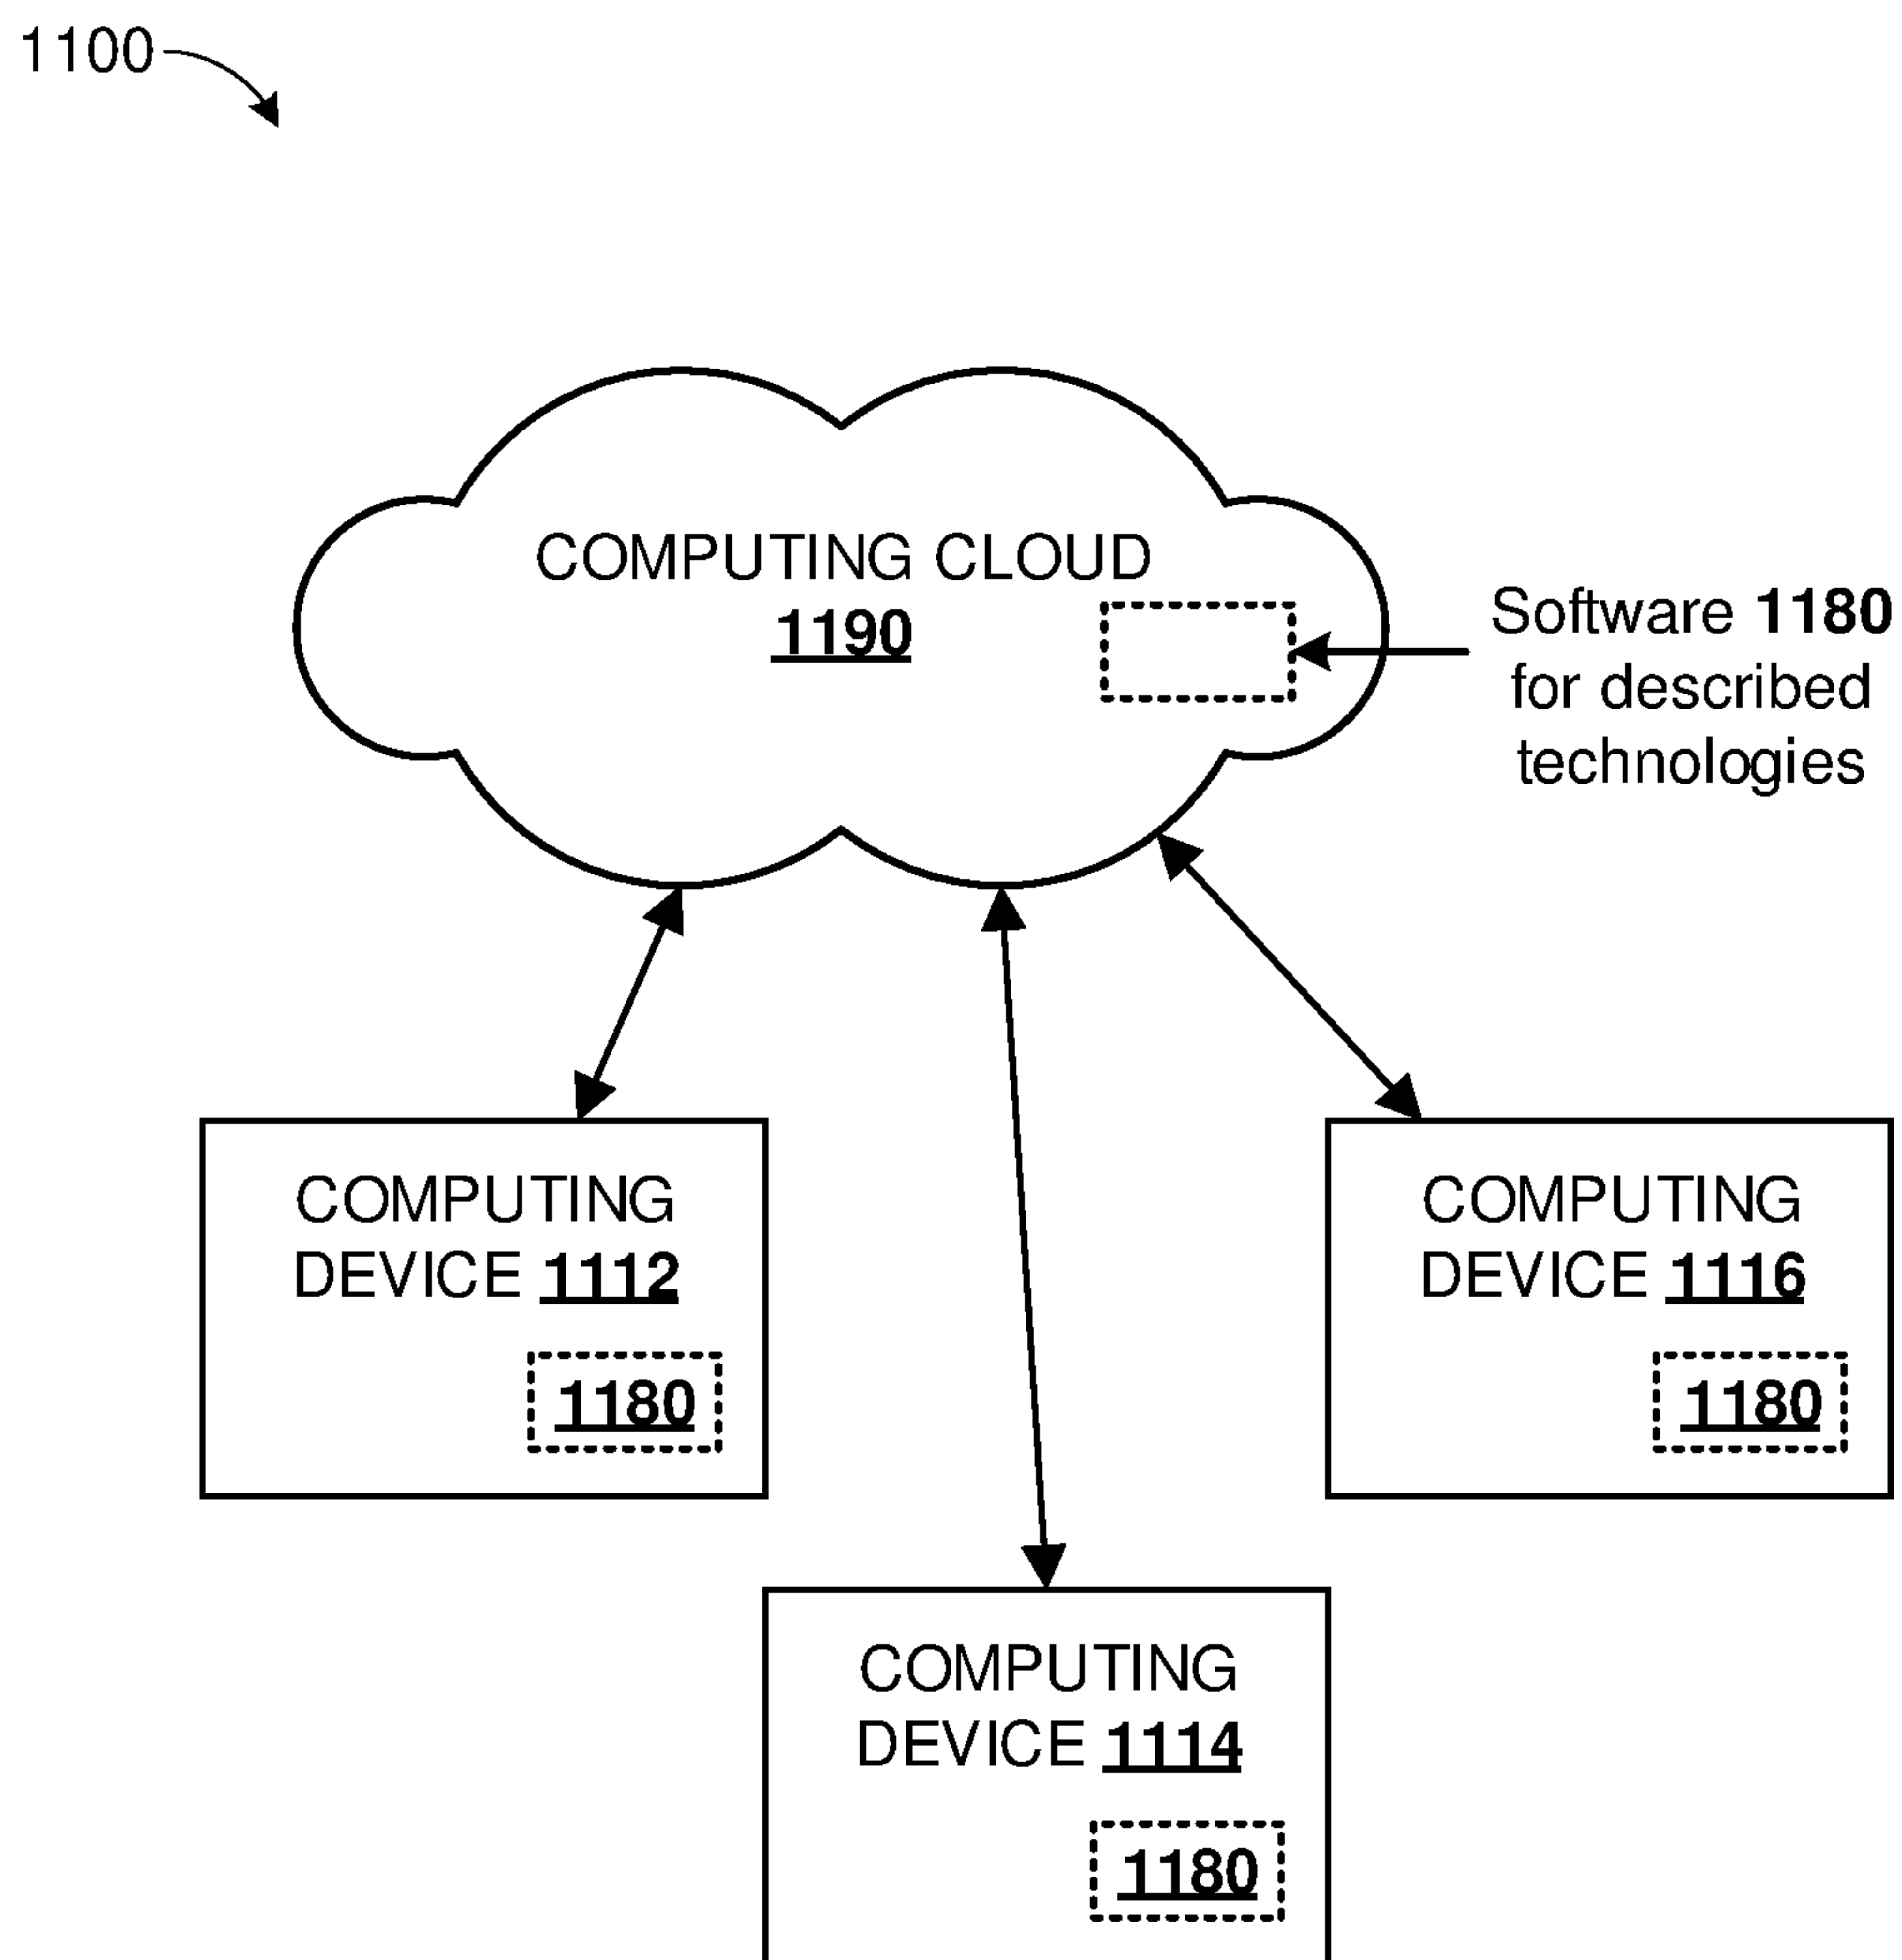 1100
COMPUTING CLOUD
1190
Software 1180
for described
technologies
COMPUTING
DEVICE 1112
1180
COMPUTING
DEVICE 1116
1180
COMPUTING
DEVICE 1114
1180